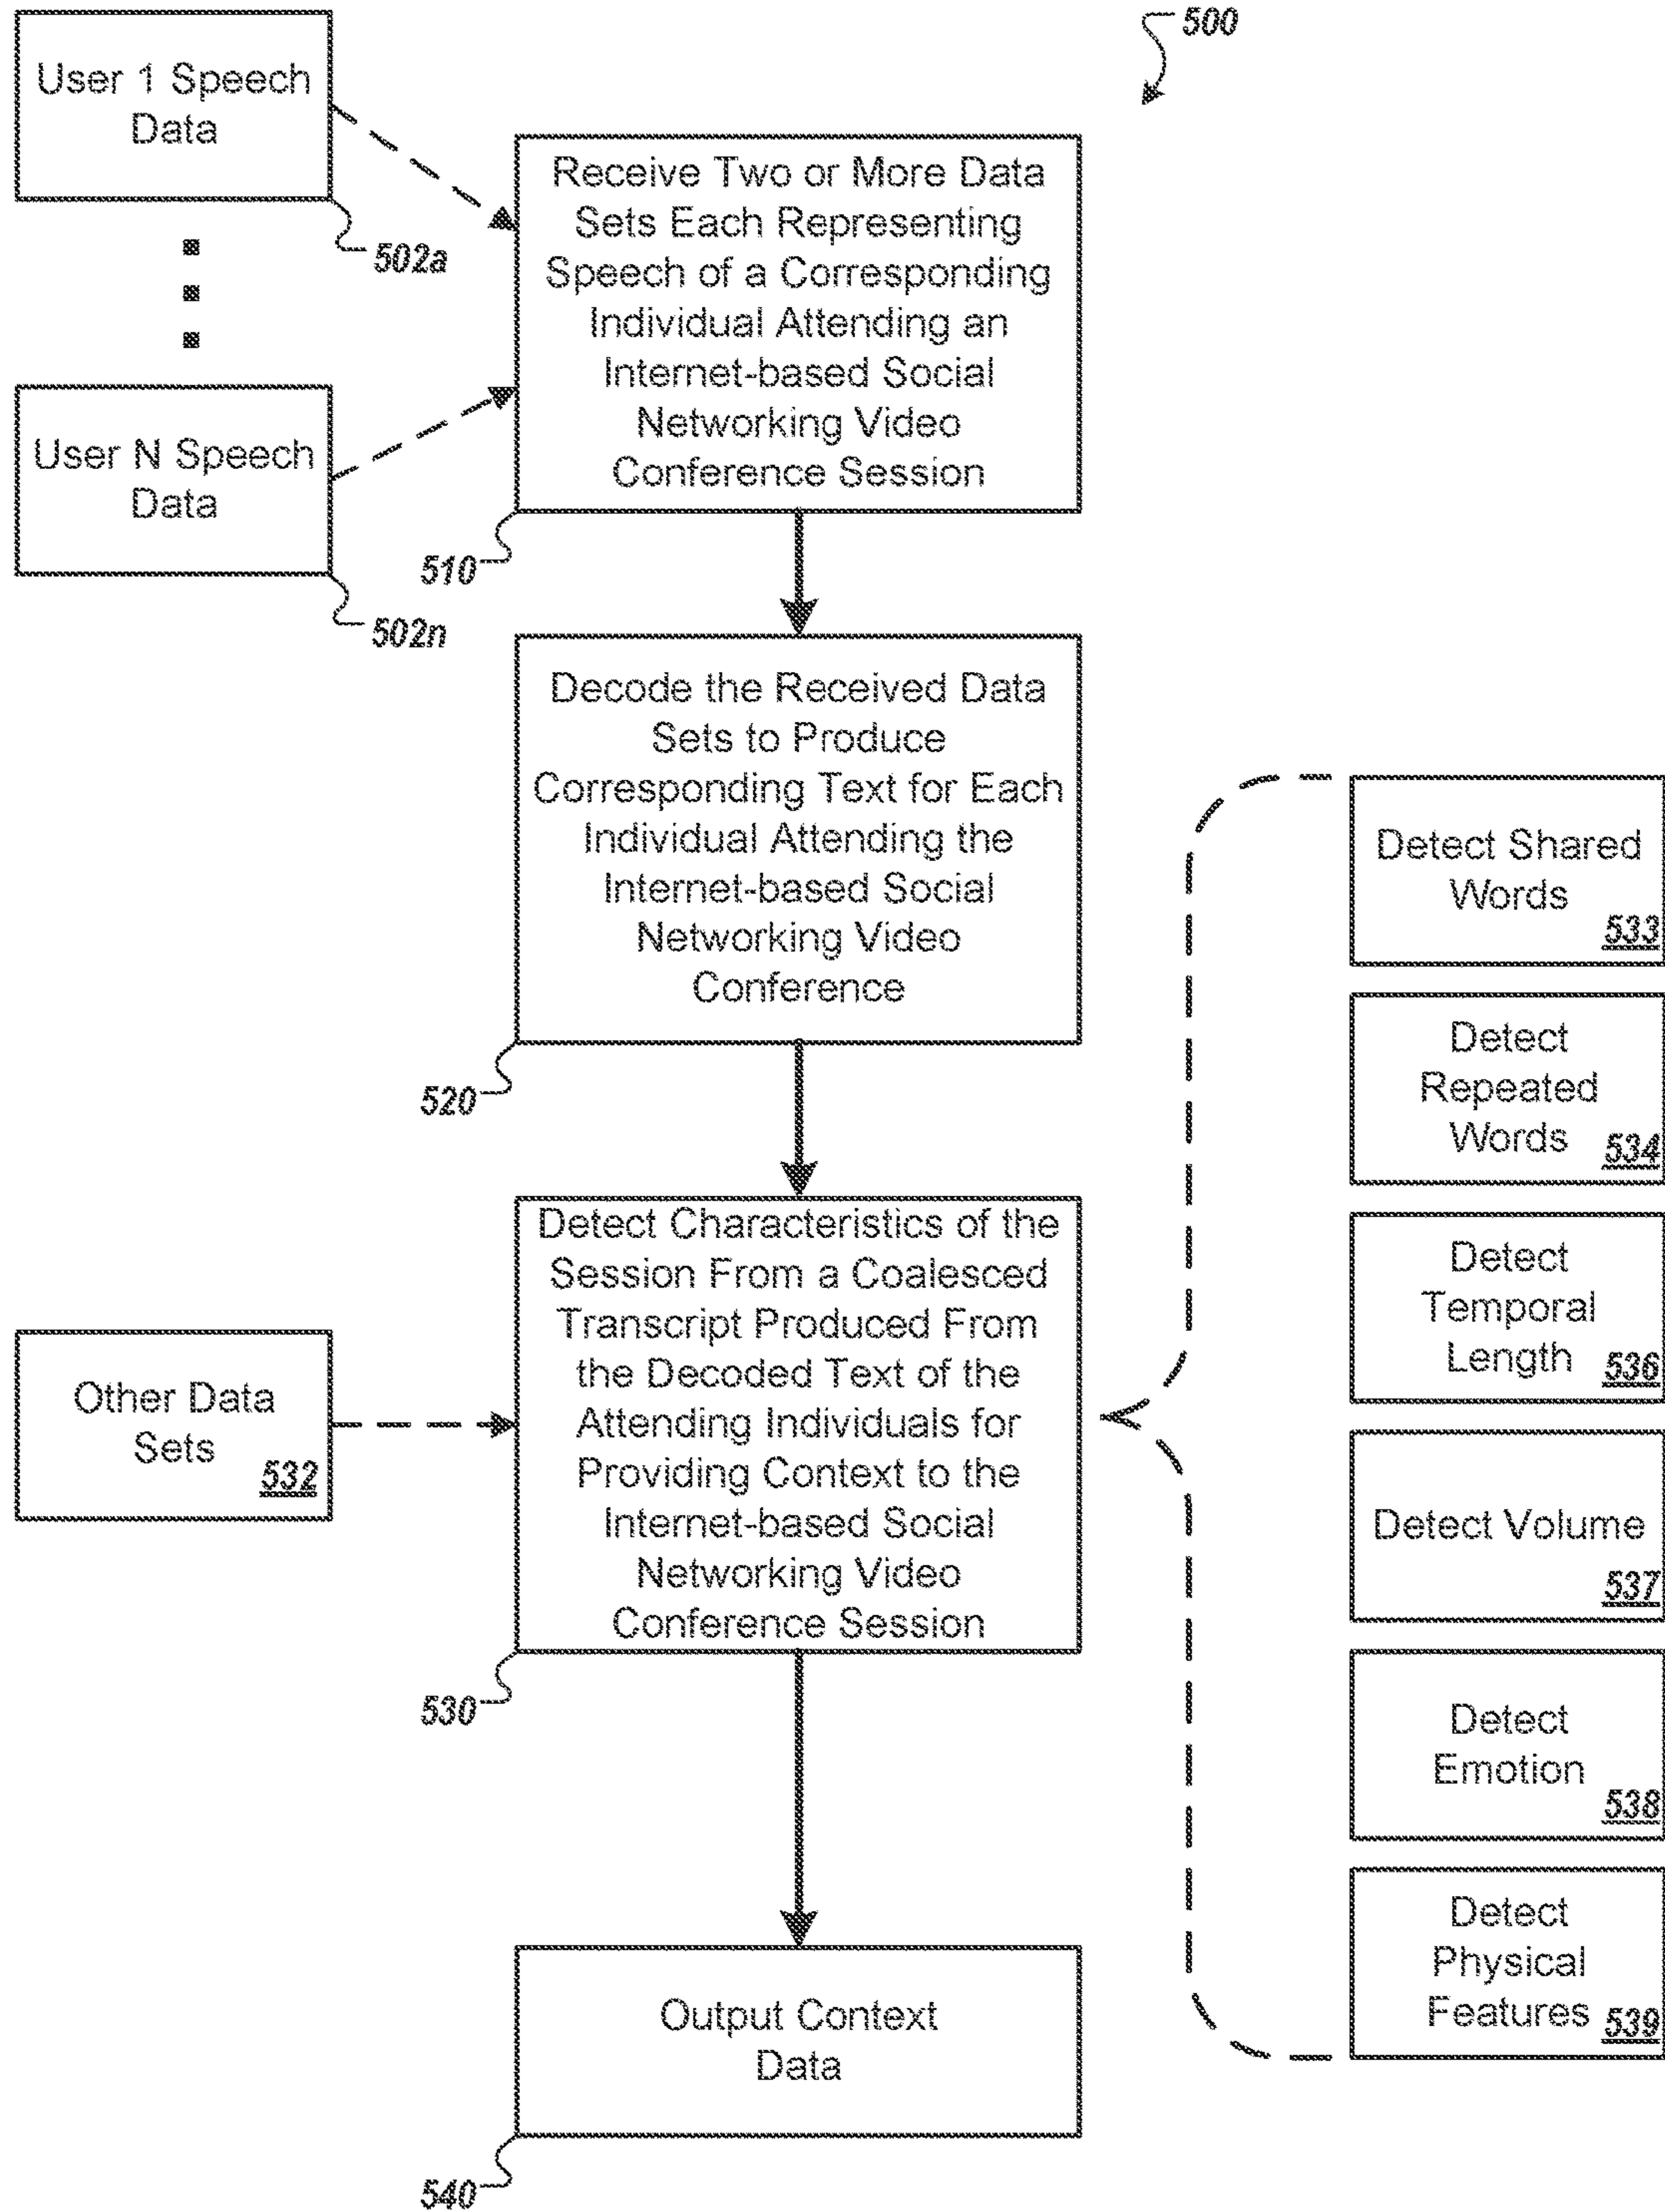 500
User 1 Speech
Data
502a
User N Speech
Data
502n
Receive Two or More Data
Sets Each Representing
Speech of a Corresponding
Individual Attending an
Internet-based Social
Networking Video
Conference Session
510
Decode the Received Data
Sets to Produce
Corresponding Text for Each
Individual Attending the
Internet-based Social
Networking Video
Conference
520
Detect Characteristics of the
Session From a Coalesced
Transcript Produced From
the Decoded Text of the
Attending Individuals for
Providing Context to the
Internet-based Social
Networking Video
Conference Session
530
Other Data
Sets
532
Detect Shared
Words
533
Detect
Repeated
Words
534
Detect
Temporal
Length
536
Detect Volume
537
Detect
Emotion
538
Detect
Physical
Features
539
Output Context
Data
540